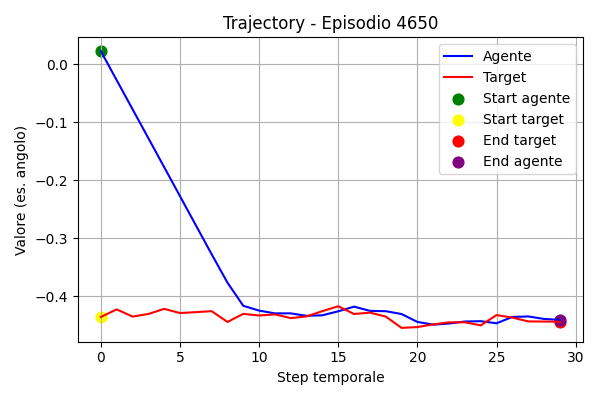 Trajectory - Episodio 4650
Valore (es. angolo)
0.0
−0.1
−0.2
−0.3
−0.4
0 5 10 15 20 25 30
Step temporale
Agente
Target
Start agente
Start target
End target
End agente